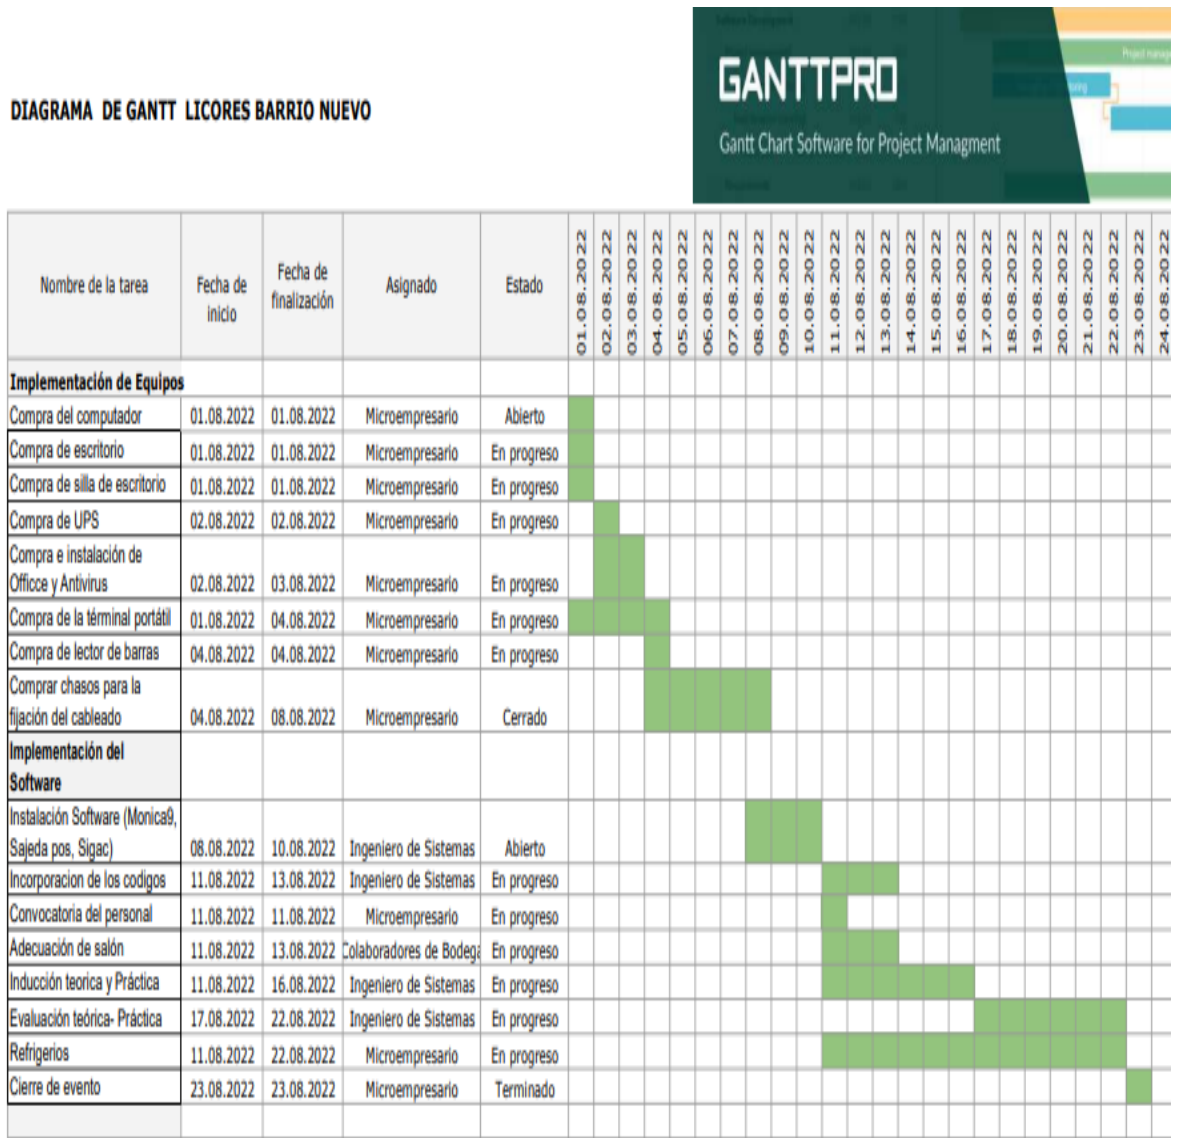 GANTTPRO
Gantt Chart Software for Project Managment
Project manag
DIAGRAMA DE GANTT LICORES BARRIO NUEVO
Nombre de la tarea Fecha de inicio Fecha de finalización Asignado Estado 01.08.2022 02.08.2022 03.08.2022 04.08.2022 05.08.2022 06.08.2022 07.08.2022 08.08.2022 09.08.2022 10.08.2022 11.08.2022 12.08.2022 13.08.2022 14.08.2022 15.08.2022 16.08.2022 17.08.2022 18.08.2022 19.08.2022 20.08.2022 21.08.2022 22.08.2022 23.08.2022 24.08.2022
Implementación de Equipos
Compra del computador 01.08.2022 01.08.2022 Microempresario Abierto
Compra de escritorio 01.08.2022 01.08.2022 Microempresario En progreso
Compra de silla de escritorio 01.08.2022 01.08.2022 Microempresario En progreso
Compra de UPS 02.08.2022 02.08.2022 Microempresario En progreso
Compra e instalación de
Officce y Antivirus 02.08.2022 03.08.2022 Microempresario En progreso
Compra de la términal portátil 01.08.2022 04.08.2022 Microempresario En progreso
Compra de lector de barras 04.08.2022 04.08.2022 Microempresario En progreso
Comprar chasos para la
fijación del cableado 04.08.2022 08.08.2022 Microempresario Cerrado
Implementación del
Software
Instalación Software (Monica9,
Sajeda pos, Sigac) 08.08.2022 10.08.2022 Ingeniero de Sistemas Abierto
Incorporacion de los codigos 11.08.2022 13.08.2022 Ingeniero de Sistemas En progreso
Convocatoria del personal 11.08.2022 11.08.2022 Microempresario En progreso
Adecuación de salón 11.08.2022 13.08.2022 Colaboradores de Bodega En progreso
Inducción teorica y Práctica 11.08.2022 16.08.2022 Ingeniero de Sistemas En progreso
Evaluación teórica- Práctica 17.08.2022 22.08.2022 Ingeniero de Sistemas En progreso
Refrigerios 11.08.2022 22.08.2022 Microempresario En progreso
Cierre de evento 23.08.2022 23.08.2022 Microempresario Terminado